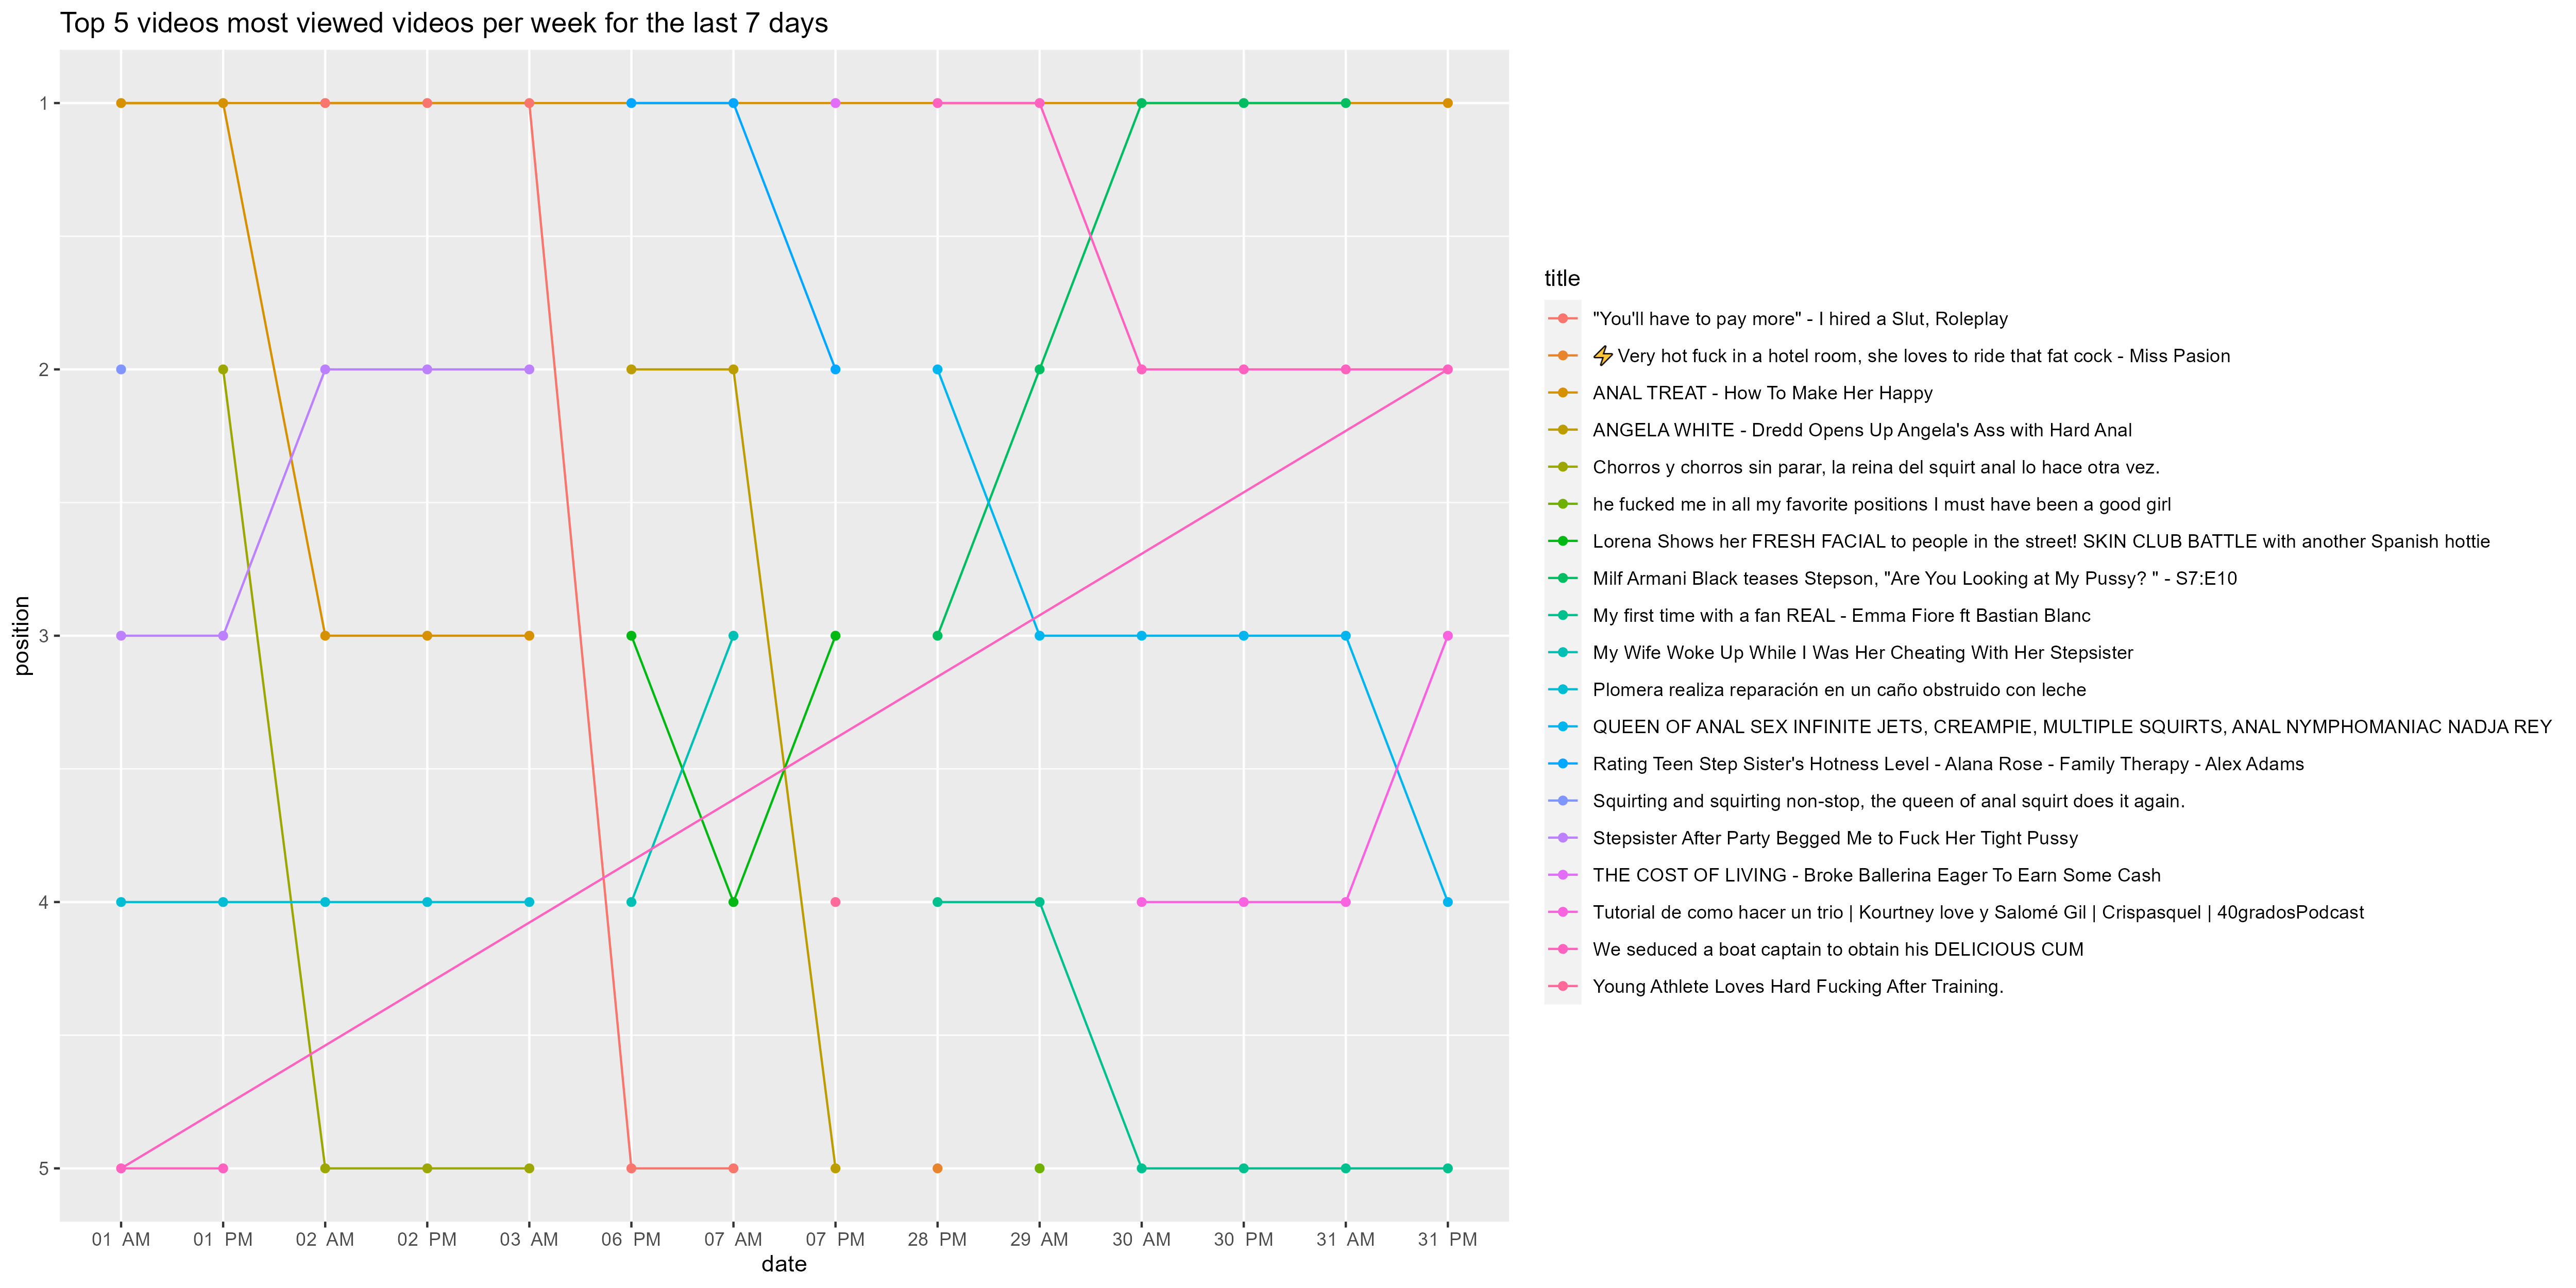 Top 5 videos most viewed videos per week for the last 7 days
position
1
2
3
4
5
01 AM 01 PM 02 AM 02 PM 03 AM 06 PM 07 AM 07 PM 28 PM 29 AM 30 AM 30 PM 31 AM 31 PM
date
title
"You'll have to pay more" - I hired a Slut, Roleplay
⚡ Very hot fuck in a hotel room, she loves to ride that fat cock - Miss Pasion
ANAL TREAT - How To Make Her Happy
ANGELA WHITE - Dredd Opens Up Angela's Ass with Hard Anal
Chorros y chorros sin parar, la reina del squirt anal lo hace otra vez.
he fucked me in all my favorite positions I must have been a good girl
Lorena Shows her FRESH FACIAL to people in the street! SKIN CLUB BATTLE with another Spanish hottie
Milf Armani Black teases Stepson, "Are You Looking at My Pussy? " - S7:E10
My first time with a fan REAL - Emma Fiore ft Bastian Blanc
My Wife Woke Up While I Was Her Cheating With Her Stepsister
Plomera realiza reparación en un caño obstruido con leche
QUEEN OF ANAL SEX INFINITE JETS, CREAMPIE, MULTIPLE SQUIRTS, ANAL NYMPHOMANIAC NADJA REY
Rating Teen Step Sister's Hotness Level - Alana Rose - Family Therapy - Alex Adams
Squirting and squirting non-stop, the queen of anal squirt does it again.
Stepsister After Party Begged Me to Fuck Her Tight Pussy
THE COST OF LIVING - Broke Ballerina Eager To Earn Some Cash
Tutorial de como hacer un trio | Kourtney love y Salomé Gil | Crispasquel | 40gradosPodcast
We seduced a boat captain to obtain his DELICIOUS CUM
Young Athlete Loves Hard Fucking After Training.